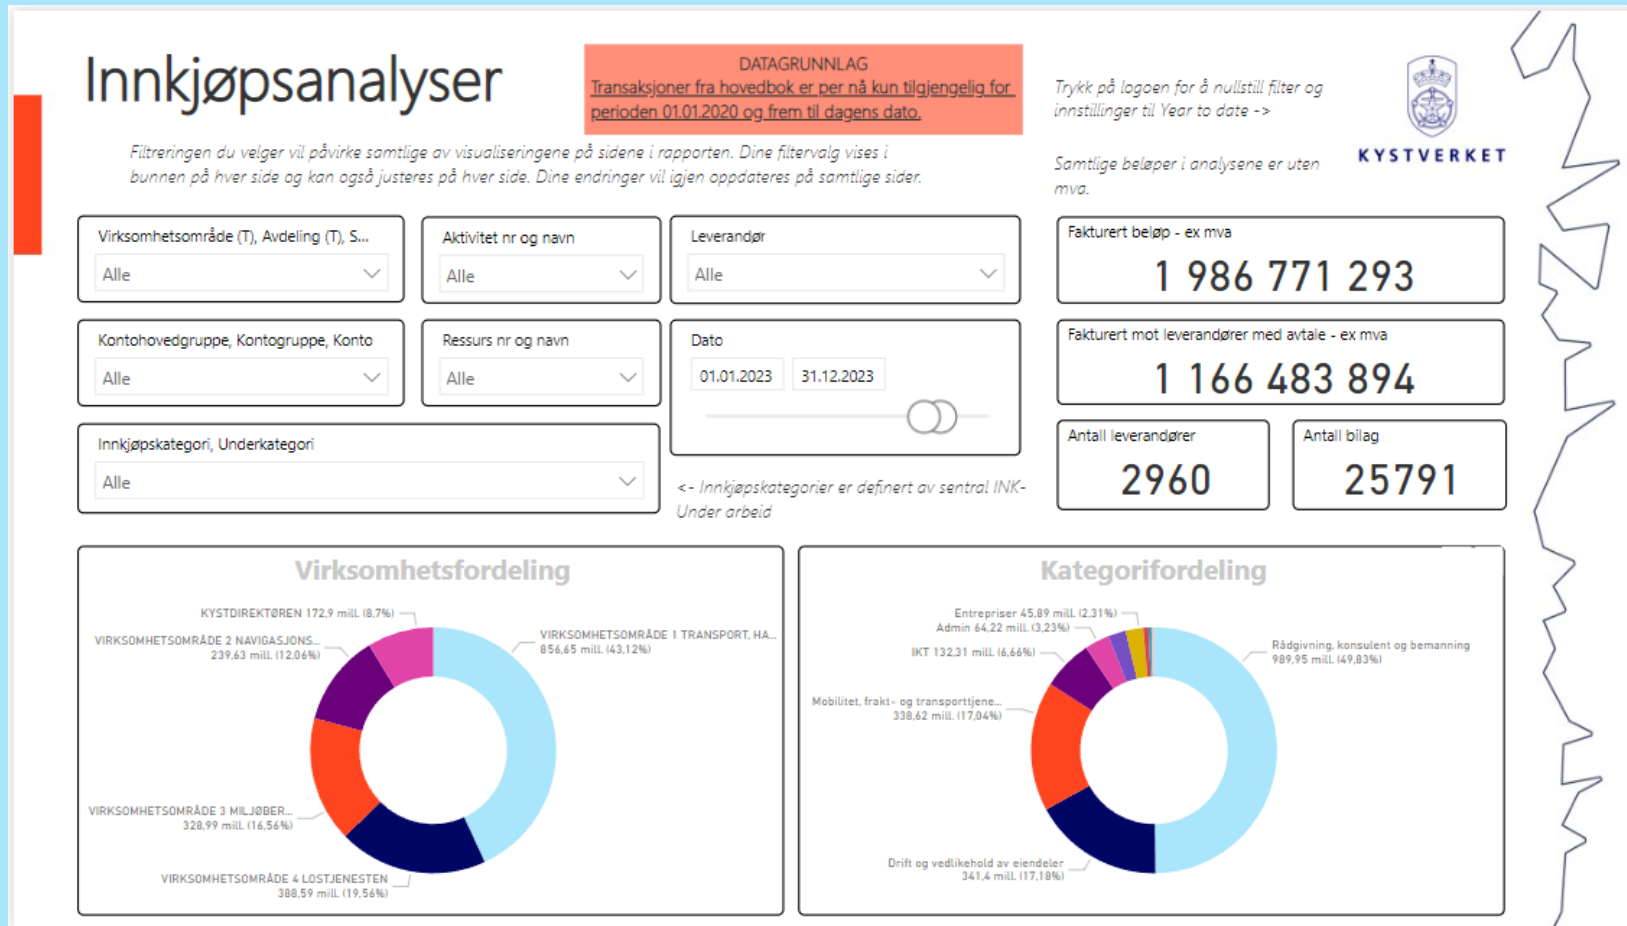 Innkjøpsanalyser
DATAGRUNNLAG
Transaksjoner fra hovedbok er per nå kun tilgjengelig for
perioden 01.01.2020 og frem til dagens dato.
Trykk på logoen for å nullstill filter og
innstillinger til Year to date ->
KYSTVERKET
Filtreringen du velger vil påvirke samtlige av visualiseringene på sidene i rapporten. Dine filtervalg vises i
bunnen på hver side og kan også justeres på hver side. Dine endringer vil igjen oppdateres på samtlige sider.
Samtlige beløper i analysene er uten
mva.
Virksomhetsområde (T), Avdeling (T), S...
Alle
Aktivitet nr og navn
Alle
Leverandør
Alle
Fakturert beløp - ex mva
1 986 771 293
Kontohovedgruppe, Kontogruppe, Konto
Alle
Ressurs nr og navn
Alle
Dato
01.01.2023 31.12.2023
Fakturert mot leverandører med avtale - ex mva
1 166 483 894
Innkjøpskategori, Underkategori
Alle
<- Innkjøpskategorier er definert av sentral INK-
Under arbeid
Antall leverandører
2960
Antall bilag
25791
Virksomhetsfordeling
KYSTDIREKTØREN 172,9 mill. (8,7%)
VIRKSOMHETSOMRÅDE 2 NAVIGASJONS...
239,63 mill. (12,06%)
VIRKSOMHETSOMRÅDE 1 TRANSPORT, HA...
856,65 mill. (43,12%)
VIRKSOMHETSOMRÅDE 3 MILJØBER...
328,99 mill. (16,56%)
VIRKSOMHETSOMRÅDE 4 LOSTJENESTEN
388,59 mill. (19,56%)
Kategorifordeling
Entrepriser 45,89 mill. (2,31%)
Admin 64,22 mill. (3,23%)
IKT 132,31 mill. (6,66%)
Rådgivning, konsulent og bemanning
989,95 mill. (49,83%)
Mobilitet, frakt- og transporttjene...
338,62 mill. (17,04%)
Drift og vedlikehold av eiendeler
341,4 mill. (17,18%)